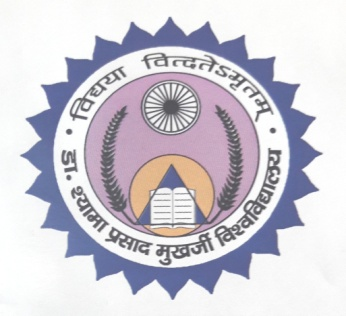 विद्यया वित्दतेऽमृतम्
डा. श्यामा प्रसाद मुखर्जी विश्वविद्यालय